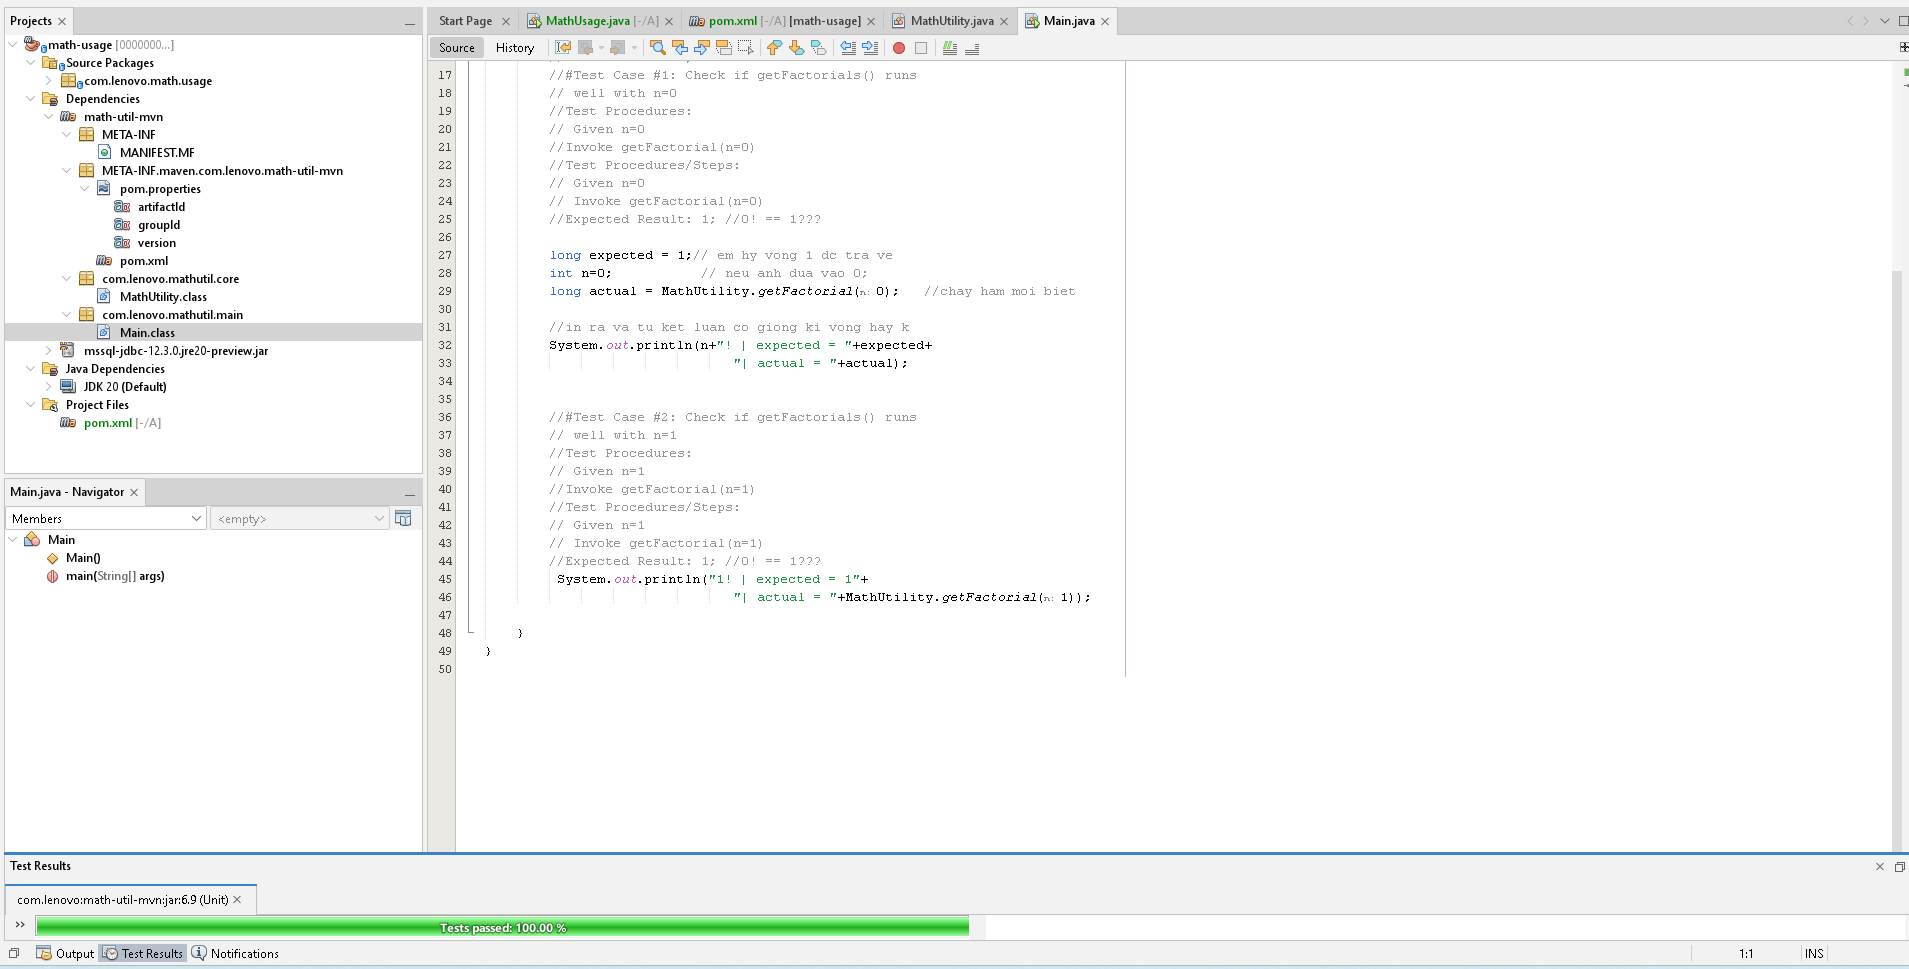 Projects
math-usage [0000000...]
Source Packages
com.lenovo.math.usage
Dependencies
math-util-mvn
META-INF
MANIFEST.MF
META-INF.maven.com.lenovo.math-util-mvn
pom.properties
artifactId
groupId
version
pom.xml
com.lenovo.mathutil.core
MathUtility.class
com.lenovo.mathutil.main
Main.class
mssql-jdbc-12.3.0.jre20-preview.jar
Java Dependencies
JDK 20 (Default)
Project Files
pom.xml [-/A]
Main.java - Navigator
Members
<empty>
Main
Main()
main(String[] args)
Start Page
MathUsage.java [-/A]
pom.xml [-/A] [math-usage]
MathUtility.java
Main.java
Source
History
17 //#Test Case #1: Check if getFactorials() runs
18 // well with n=0
19 //Test Procedures:
20 // Given n=0
21 //Invoke getFactorial(n=0)
22 //Test Procedures/Steps:
23 // Given n=0
24 // Invoke getFactorial(n=0)
25 //Expected Result: 1; //0! == 1???
26
27 long expected = 1;// em hy vong 1 dc tra ve
28 int n=0; // neu anh dua vao 0;
29 long actual = MathUtility.getFactorial(n: 0); //chay ham moi biet
30
31 //in ra va tu ket luan co giong ki vong hay k
32 System.out.println(n+"! | expected = "+expected+
33 "| actual = "+actual);
34
35
36 //#Test Case #2: Check if getFactorials() runs
37 // well with n=1
38 //Test Procedures:
39 // Given n=1
40 //Invoke getFactorial(n=1)
41 //Test Procedures/Steps:
42 // Given n=1
43 // Invoke getFactorial(n=1)
44 //Expected Result: 1; //0! == 1???
45 System.out.println("1! | expected = 1"+
46 "| actual = "+MathUtility.getFactorial(n: 1));
47
48 }
49 }
50
Test Results
com.lenovo:math-util-mvn:jar:6.9 (Unit)
Tests passed: 100.00 %
Output
Test Results
Notifications
1:1
INS